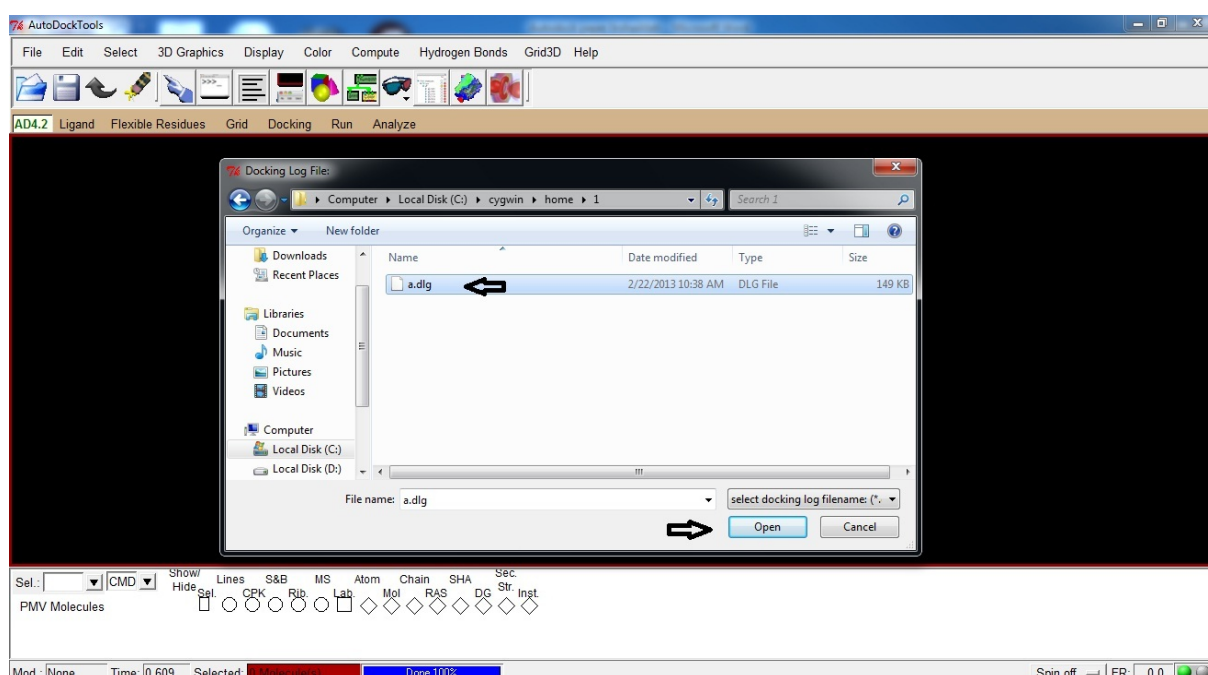 AutoDockTools
File Edit Select 3D Graphics Display Color Compute Hydrogen Bonds Grid3D Help
AD4.2 Ligand Flexible Residues Grid Docking Run Analyze
Docking Log File:
Computer Local Disk (C:) cygwin home 1 Search 1
Organize New folder
Downloads
Recent Places
Libraries
Documents
Music
Pictures
Videos
Computer
Local Disk (C:)
Local Disk (D:)
Name Date modified Type Size
a.dlg 2/22/2013 10:38 AM DLG File 149 KB
File name: a.dlg select docking log filename: (*.
Open Cancel
Sel.: CMD Show/ Hide Sel. Lines CPK S&B Rib. MS Lab. Atom Mol Chain RAS SHA DG Sec. Str. Inst.
PMV Molecules
Mod.: None Time: 0.609 Selected: 0 Molecule(s) Done 100% Spin off FR: 0.0